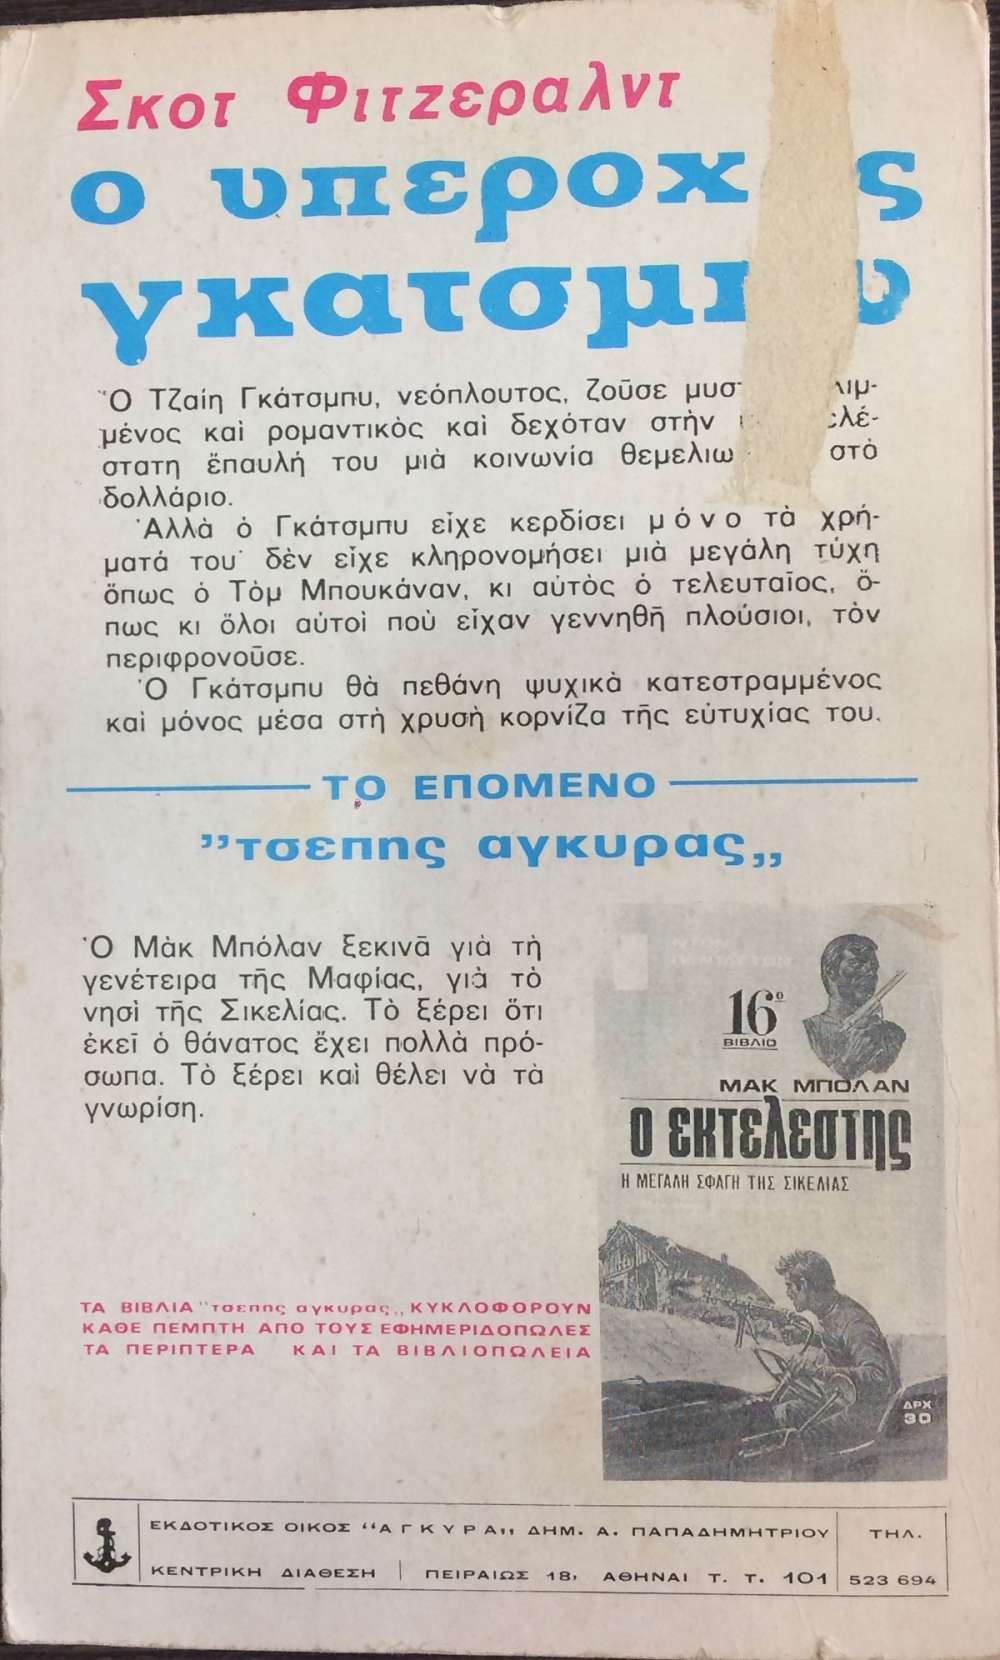 Σκοτ Φιτζεραλντ
ο υπεροχ ς
γκατσμπυ
Ὁ Τζαίη Γκάτσμπυ, νεόπλουτος, ζοῦσε
μένος καὶ ρομαντικὸς καὶ δεχόταν στὴν
στατη ἔπαυλή του μιὰ κοινωνία στὸ
δολλάριο.
Ἀλλὰ ὁ Γκάτσμπυ εἶχε κερδίσει μόνο τὰ χρή-
ματά του· δὲν εἶχε κληρονομήσει μιὰ μεγάλη τύχη
ὅπως ὁ Τὸμ Μπουκάναν, κι αὐτὸς ὁ τελευταῖος, ὅ-
πως κι ὅλοι αὐτοὶ ποὺ εἶχαν γεννηθῆ πλούσιοι, τὸν
περιφρονοῦσε.
Ὁ Γκάτσμπυ θὰ πεθάνη ψυχικὰ κατεστραμμένος
καὶ μόνος μέσα στὴ χρυσὴ κορνίζα τῆς εὐτυχίας του.
ΤΟ ΕΠΟΜΕΝΟ
”τσεπης αγκυρας„
Ὁ Μὰκ Μπόλαν ξεκινᾶ γιὰ τὴ
γενέτειρα τῆς Μαφίας, γιὰ τὸ
νησὶ τῆς Σικελίας. Τὸ ξέρει ὅτι
ἐκεῖ ὁ θάνατος ἔχει πολλὰ πρό-
σωπα. Τὸ ξέρει καὶ θέλει νὰ τὰ
γνωρίση.
16º
ΒΙΒΛΙΟ
ΜΑΚ ΜΠΟΛΑΝ
Ο ΕΚΤΕΛΕΣΤΗΣ
Η ΜΕΓΑΛΗ ΣΦΑΓΗ ΤΗΣ ΣΙΚΕΛΙΑΣ
ΔΡΧ
30
ΤΑ ΒΙΒΛΙΑ ”τσεπης αγκυρας„ ΚΥΚΛΟΦΟΡΟΥΝ
ΚΑΘΕ ΠΕΜΠΤΗ ΑΠΟ ΤΟΥΣ ΕΦΗΜΕΡΙΔΟΠΩΛΕΣ
ΤΑ ΠΕΡΙΠΤΕΡΑ ΚΑΙ ΤΑ ΒΙΒΛΙΟΠΩΛΕΙΑ
ΕΚΔΟΤΙΚΟΣ ΟΙΚΟΣ “ΑΓΚΥΡΑ„ ΔΗΜ. Α. ΠΑΠΑΔΗΜΗΤΡΙΟΥ ΤΗΛ.
ΚΕΝΤΡΙΚΗ ΔΙΑΘΕΣΗ | ΠΕΙΡΑΙΩΣ 18, ΑΘΗΝΑΙ Τ. Τ. 101 523 694